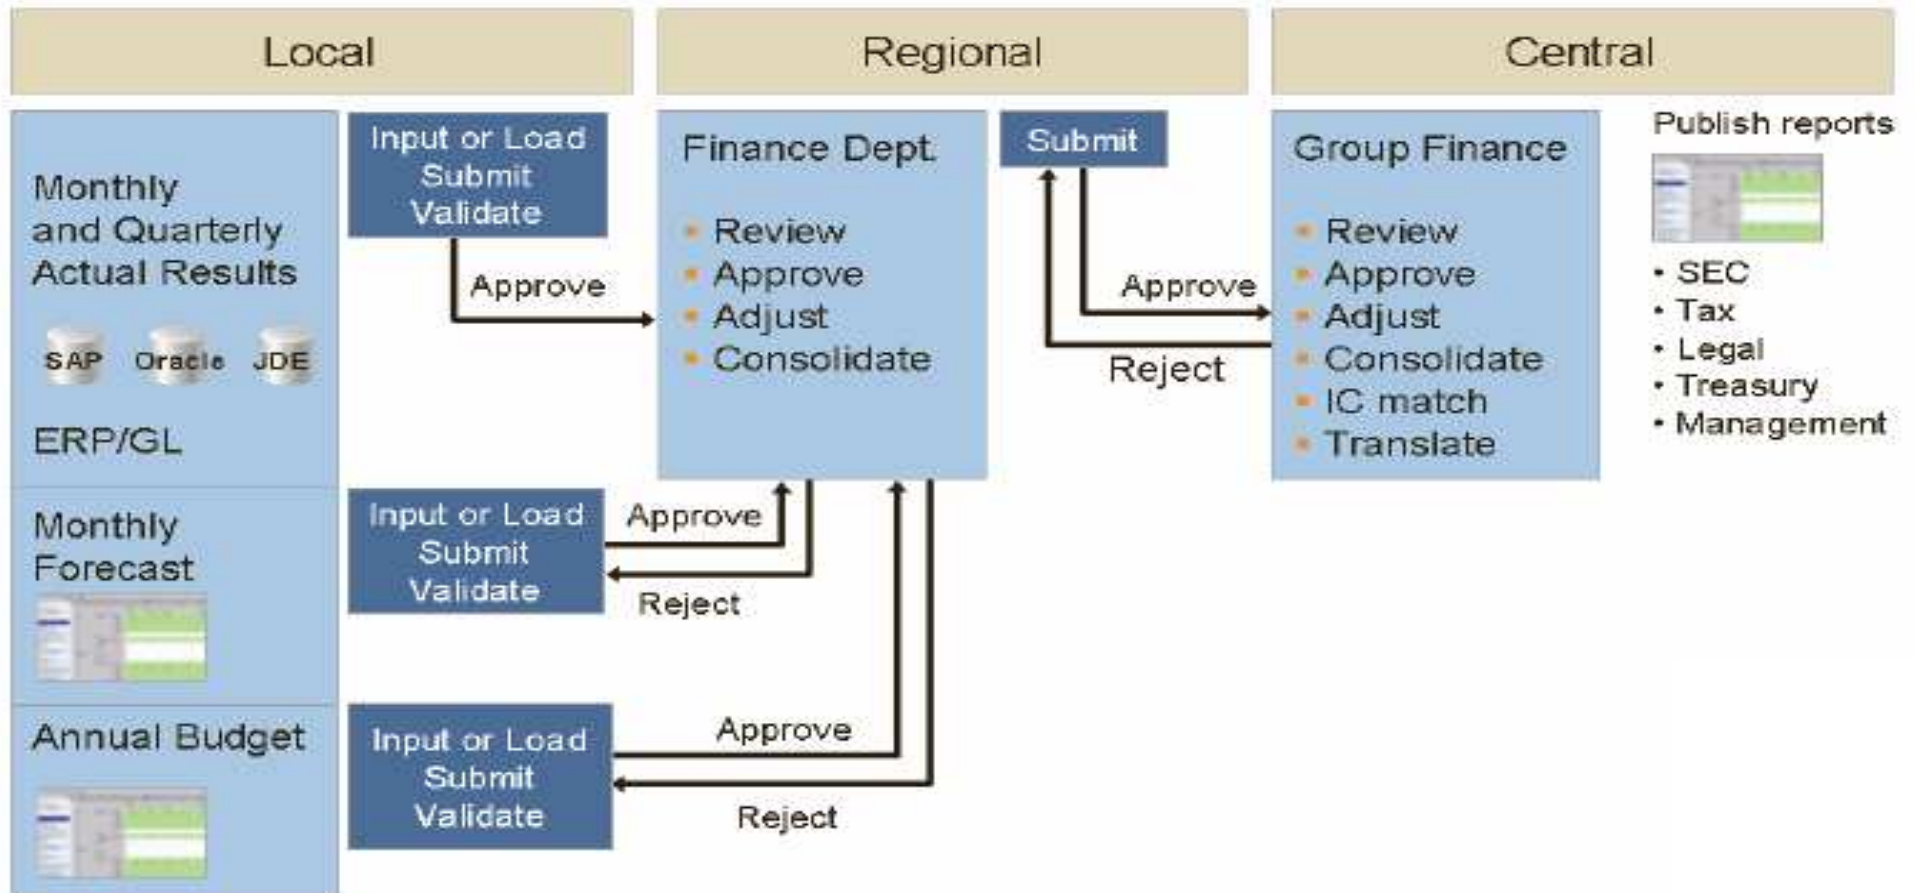 Local
Regional
Central
Monthly
and Quarterly
Actual Results
SAP Oracle JDE
ERP/GL
Input or Load
Submit
Validate
Approve
Finance Dept.
• Review
• Approve
• Adjust
• Consolidate
Submit
Approve
Reject
Group Finance
• Review
• Approve
• Adjust
• Consolidate
• IC match
• Translate
Publish reports
• SEC
• Tax
• Legal
• Treasury
• Management
Monthly
Forecast
Input or Load
Submit
Validate
Approve
Reject
Annual Budget
Input or Load
Submit
Validate
Approve
Reject